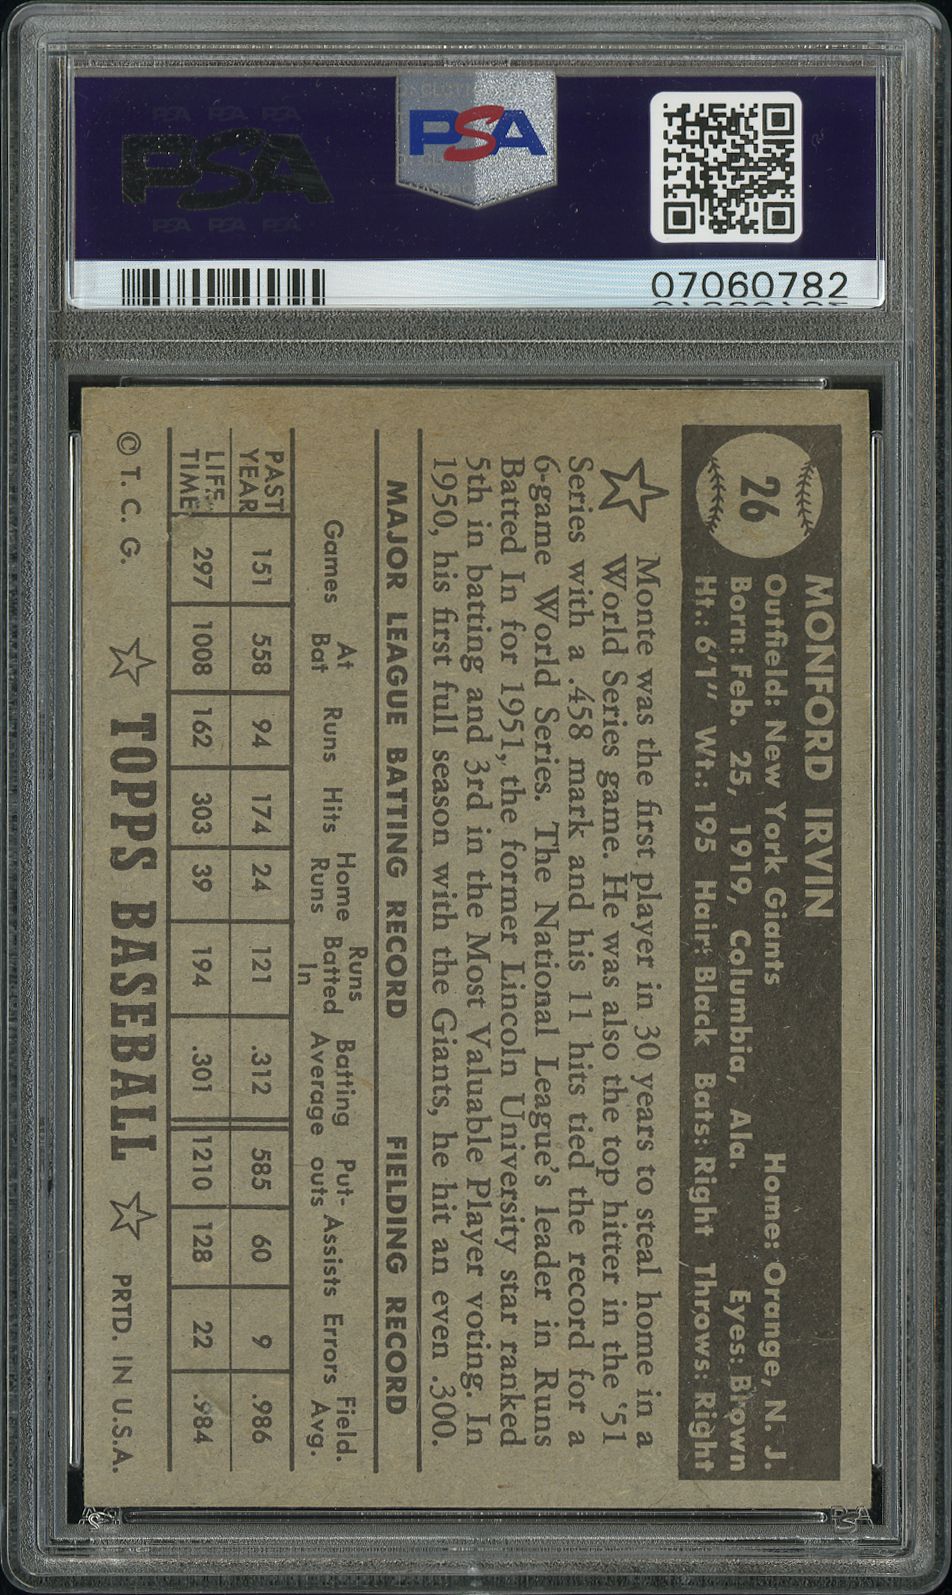 PSA PSA PSA
PSA
PSA PSA PSA
PSA
07060782
26
MONFORD IRVIN
Outfield: New York Giants Home: Orange, N. J.
Born: Feb. 25, 1919, Columbia, Ala. Eyes: Brown
Ht.: 6'1" Wt.: 195 Hair: Black Bats: Right Throws: Right
Monte was the first player in 30 years to steal home in a
World Series game. He was also the top hitter in the '51
Series with a .458 mark and his 11 hits tied the record for a
6-game World Series. The National League's leader in Runs
Batted In for 1951, the former Lincoln University star ranked
5th in batting and 3rd in the Most Valuable Player voting. In
1950, his first full season with the Giants, he hit an even .300.
MAJOR LEAGUE BATTING RECORD FIELDING RECORD
Games At Bat Runs Hits Home Runs Runs Batted In Batting Average Put-outs Assists Errors Field. Avg.
PAST YEAR 151 558 94 174 24 121 .312 585 60 9 .986
LIFE TIME 297 1008 162 303 39 194 .301 1210 128 22 .984
© T. C. G. TOPPS BASEBALL PRTD. IN U.S.A.
PSA